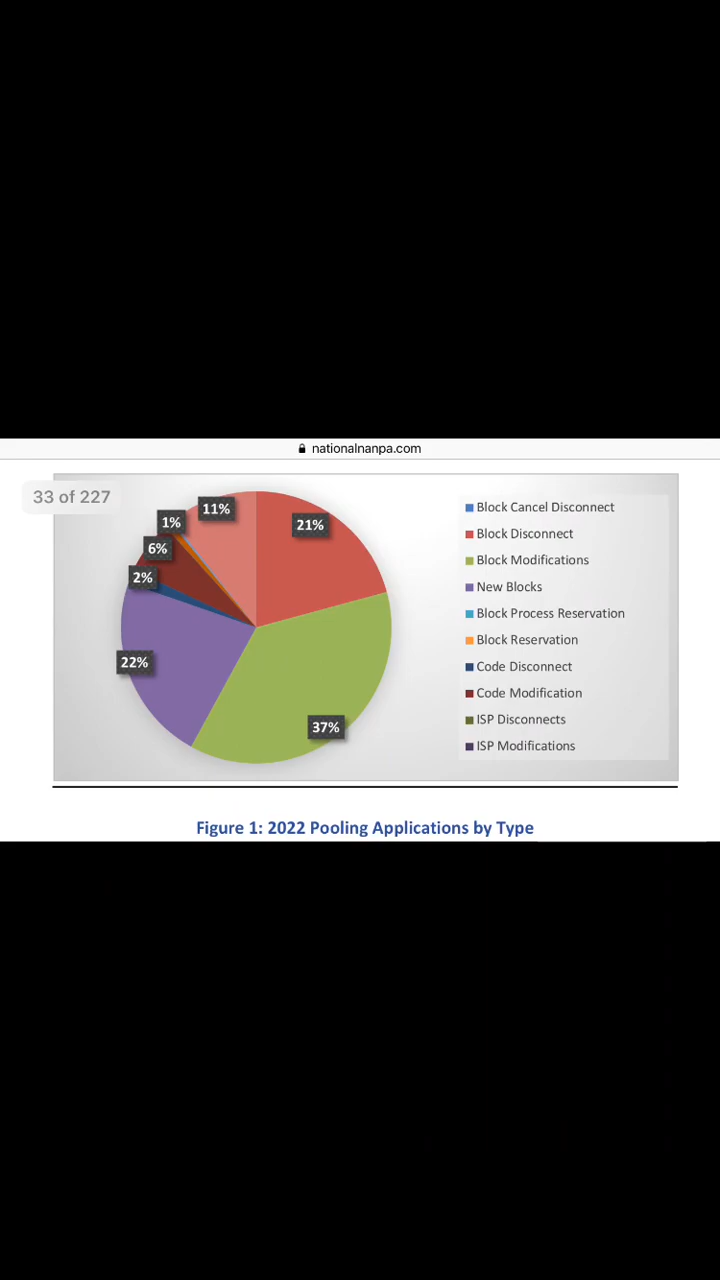 nationalnanpa.com
33 of 227
11%
1%
6%
2%
22%
21%
37%
Block Cancel Disconnect
Block Disconnect
Block Modifications
New Blocks
Block Process Reservation
Block Reservation
Code Disconnect
Code Modification
ISP Disconnects
ISP Modifications
Figure 1: 2022 Pooling Applications by Type